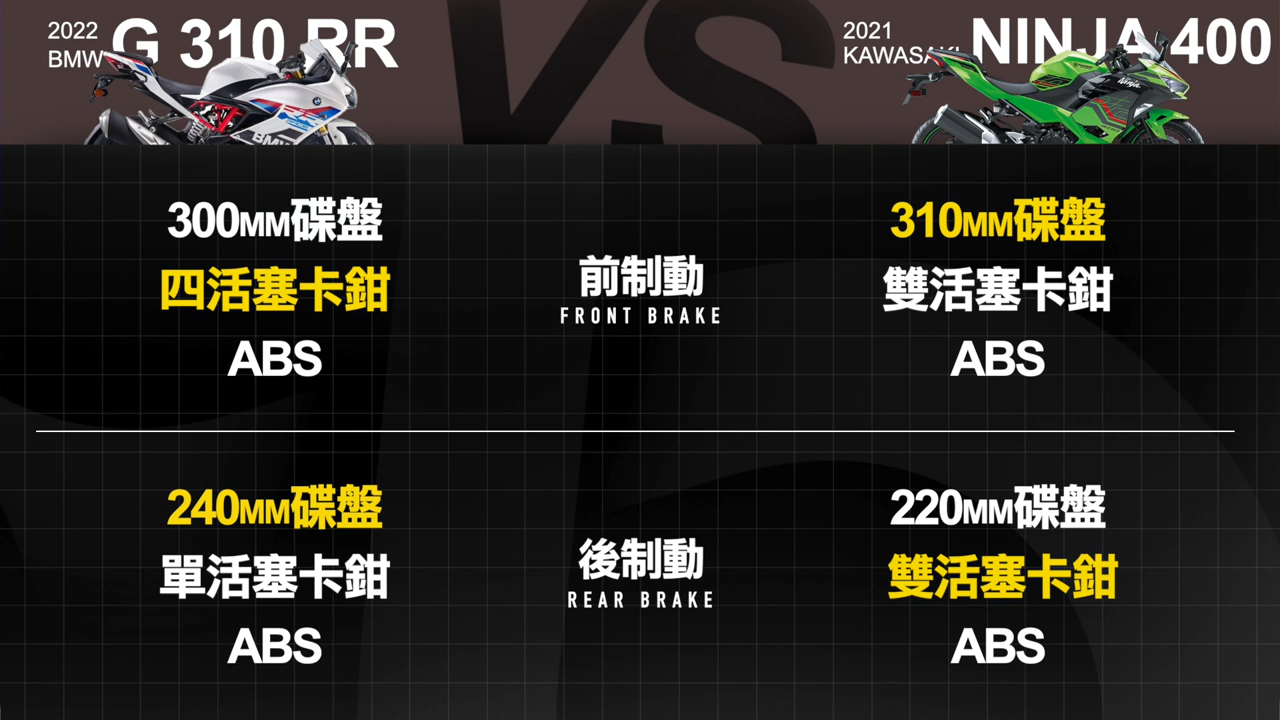 2022
BMW
G 310 RR
VS
2021
KAWASAKI
NINJA 400
300MM碟盤
四活塞卡鉗
ABS
前制動
FRONT BRAKE
310MM碟盤
雙活塞卡鉗
ABS
240MM碟盤
單活塞卡鉗
ABS
後制動
REAR BRAKE
220MM碟盤
雙活塞卡鉗
ABS
Ninja
BMW